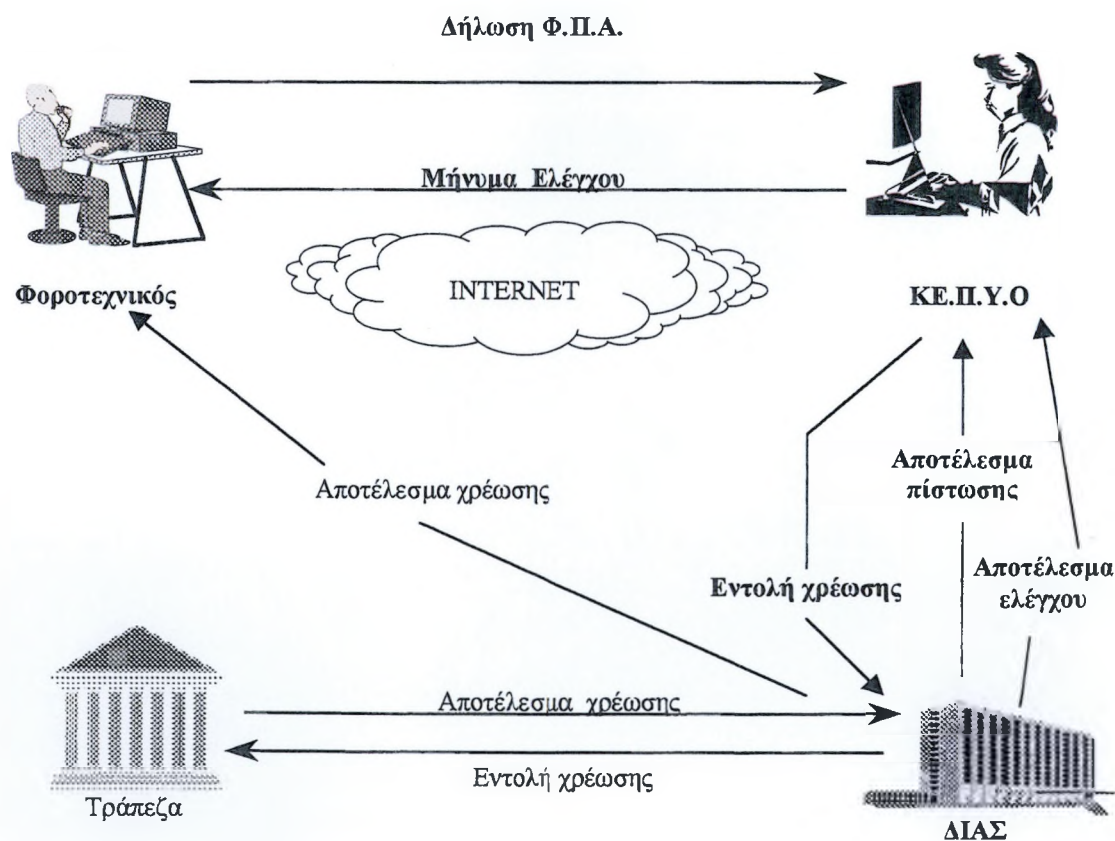 Δήλωση Φ.Π.Α.
Μήνυμα Ελέγχου
INTERNET
Φοροτεχνικός
ΚΕ.Π.Υ.Ο
Αποτέλεσμα
πίστωσης
Αποτέλεσμα χρέωσης
Αποτέλεσμα
ελέγχου
Εντολή χρέωσης
Αποτέλεσμα χρέωσης
Εντολή χρέωσης
Τράπεζα
ΔΙΑΣ